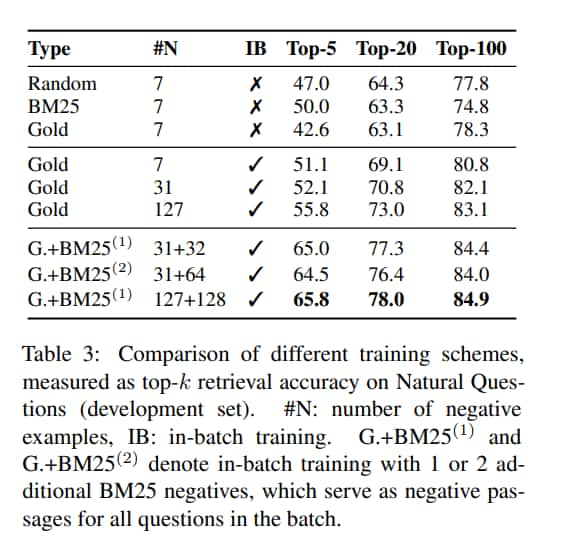 Type #N IB Top-5 Top-20 Top-100
Random 7 ✗ 47.0 64.3 77.8
BM25 7 ✗ 50.0 63.3 74.8
Gold 7 ✗ 42.6 63.1 78.3
Gold 7 ✓ 51.1 69.1 80.8
Gold 31 ✓ 52.1 70.8 82.1
Gold 127 ✓ 55.8 73.0 83.1
G.+BM25(1) 31+32 ✓ 65.0 77.3 84.4
G.+BM25(2) 31+64 ✓ 64.5 76.4 84.0
G.+BM25(1) 127+128 ✓ 65.8 78.0 84.9
Table 3: Comparison of different training schemes,
measured as top-k retrieval accuracy on Natural Ques-
tions (development set). #N: number of negative
examples, IB: in-batch training. G.+BM25(1) and
G.+BM25(2) denote in-batch training with 1 or 2 ad-
ditional BM25 negatives, which serve as negative pas-
sages for all questions in the batch.